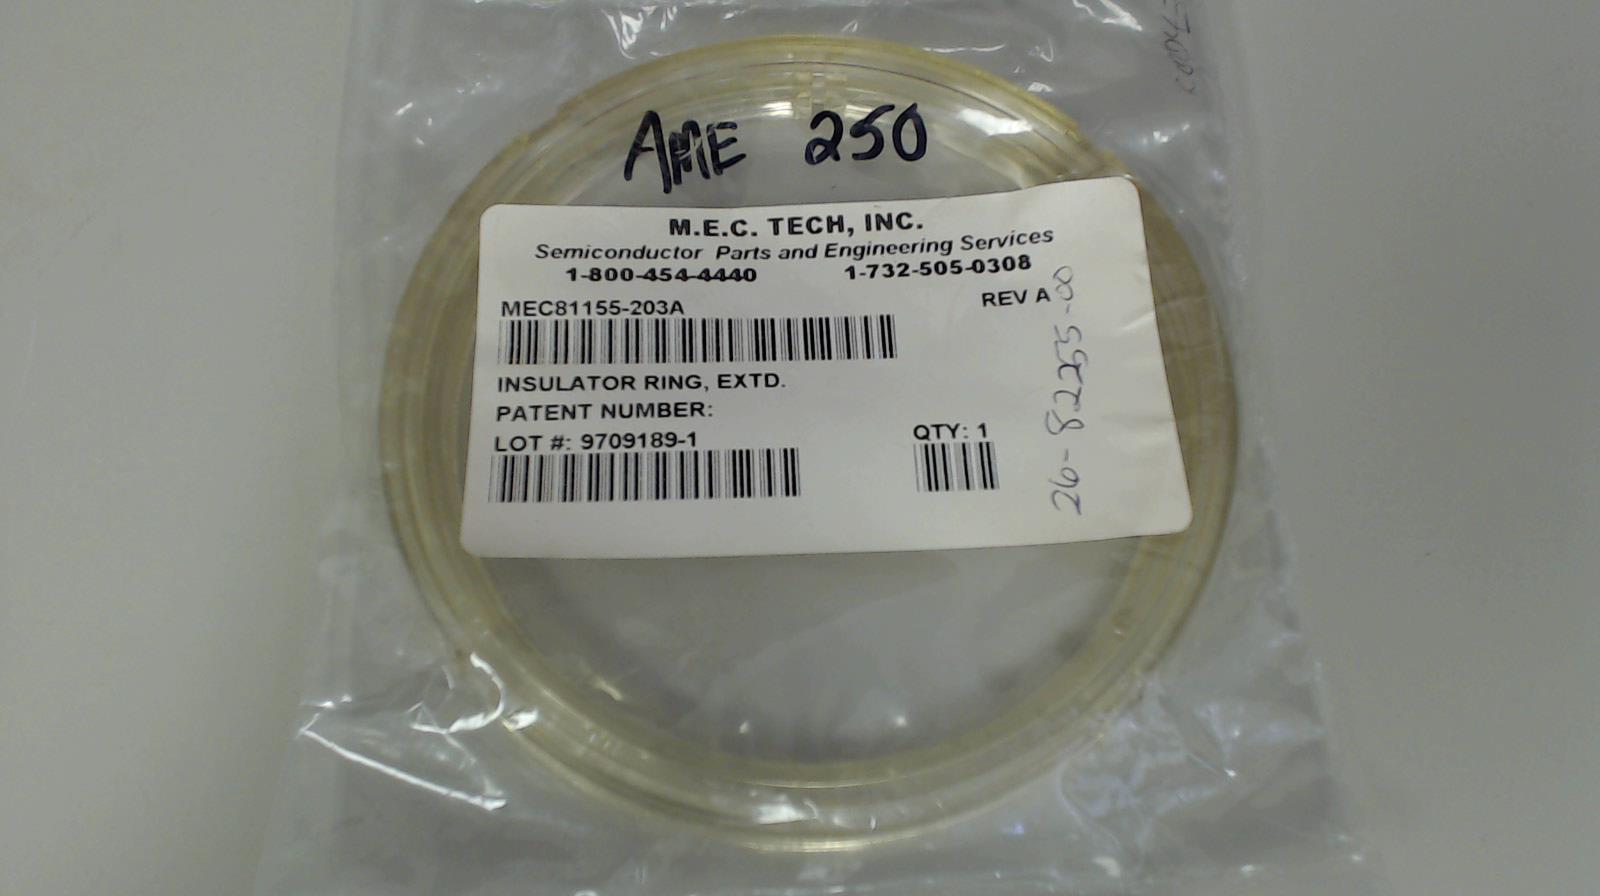 AME 250
M.E.C. TECH, INC.
Semiconductor Parts and Engineering Services
1-800-454-4440 1-732-505-0308
MEC81155-203A REV A
INSULATOR RING, EXTD.
PATENT NUMBER:
LOT #: 9709189-1 QTY: 1
26-82255-00